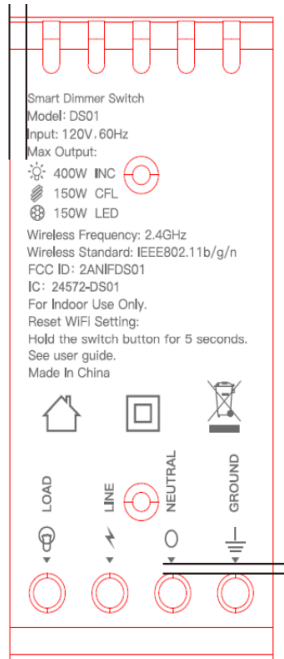 Smart Dimmer Switch
Model: DS01
Input: 120V, 60Hz
Max Output:
400W INC
150W CFL
150W LED
Wireless Frequency: 2.4GHz
Wireless Standard: IEEE802.11b/g/n
FCC ID: 2ANIFDS01
IC: 24572-DS01
For Indoor Use Only.
Reset WiFi Setting:
Hold the switch button for 5 seconds.
See user guide.
Made In China
LOAD
LINE
NEUTRAL
GROUND